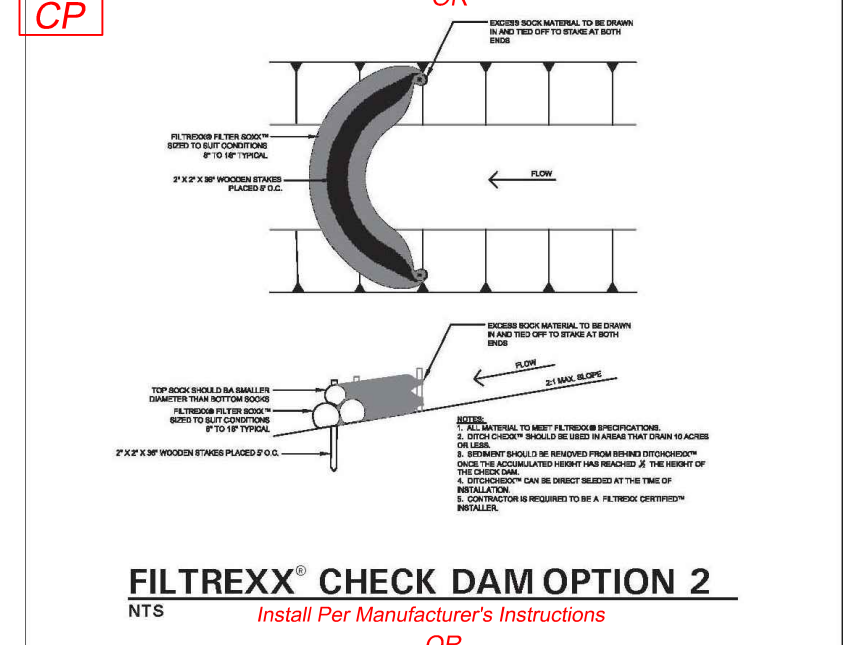 OR
CP
EXCESS SOCK MATERIAL TO BE DRAWN
IN AND TIED OFF TO STAKE AT BOTH
ENDS
FILTREXX® FILTER SOXX™
SIZED TO SUIT CONDITIONS
8" TO 18" TYPICAL
2" X 2" X 36" WOODEN STAKES
PLACED 5' O.C.
FLOW
EXCESS SOCK MATERIAL TO BE DRAWN
IN AND TIED OFF TO STAKE AT BOTH
ENDS
FLOW
2:1 MAX. SLOPE
TOP SOCK SHOULD BA SMALLER
DIAMETER THAN BOTTOM SOCKS
FILTREXX® FILTER SOXX™
SIZED TO SUIT CONDITIONS
8" TO 18" TYPICAL
2" X 2" X 36" WOODEN STAKES PLACED 5' O.C.
NOTES:
1. ALL MATERIAL TO MEET FILTREXX® SPECIFICATIONS.
2. DITCH CHEXX™ SHOULD BE USED IN AREAS THAT DRAIN 10 ACRES
OR LESS.
3. SEDIMENT SHOULD BE REMOVED FROM BEHIND DITCHCHEXX™
ONCE THE ACCUMULATED HEIGHT HAS REACHED ½ THE HEIGHT OF
THE CHECK DAM.
4. DITCHCHEXX™ CAN BE DIRECT SEEDED AT THE TIME OF
INSTALLATION.
5. CONTRACTOR IS REQUIRED TO BE A FILTREXX CERTIFIED™
INSTALLER.
FILTREXX® CHECK DAM OPTION 2
NTS
Install Per Manufacturer's Instructions
OR